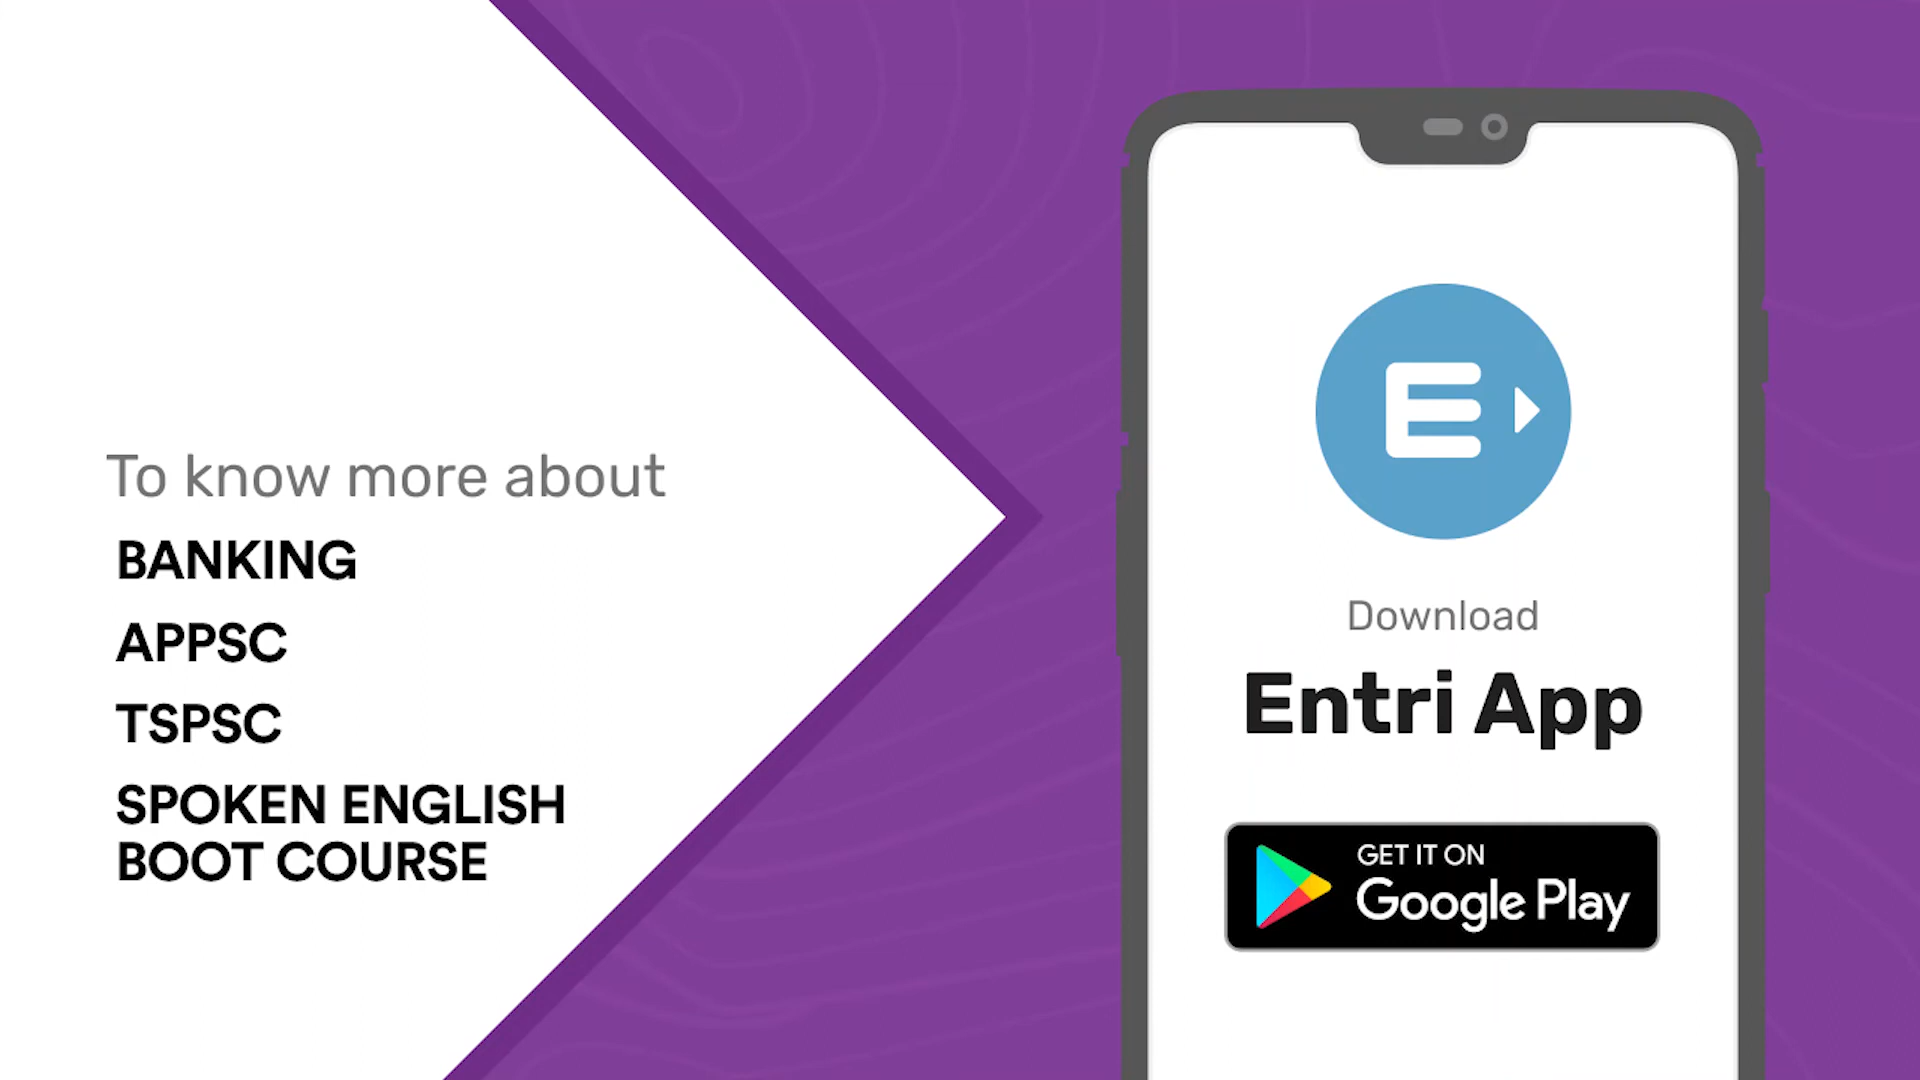 To know more about
BANKING
APPSC
TSPSC
SPOKEN ENGLISH
BOOT COURSE
E
Download
Entri App
GET IT ON
Google Play